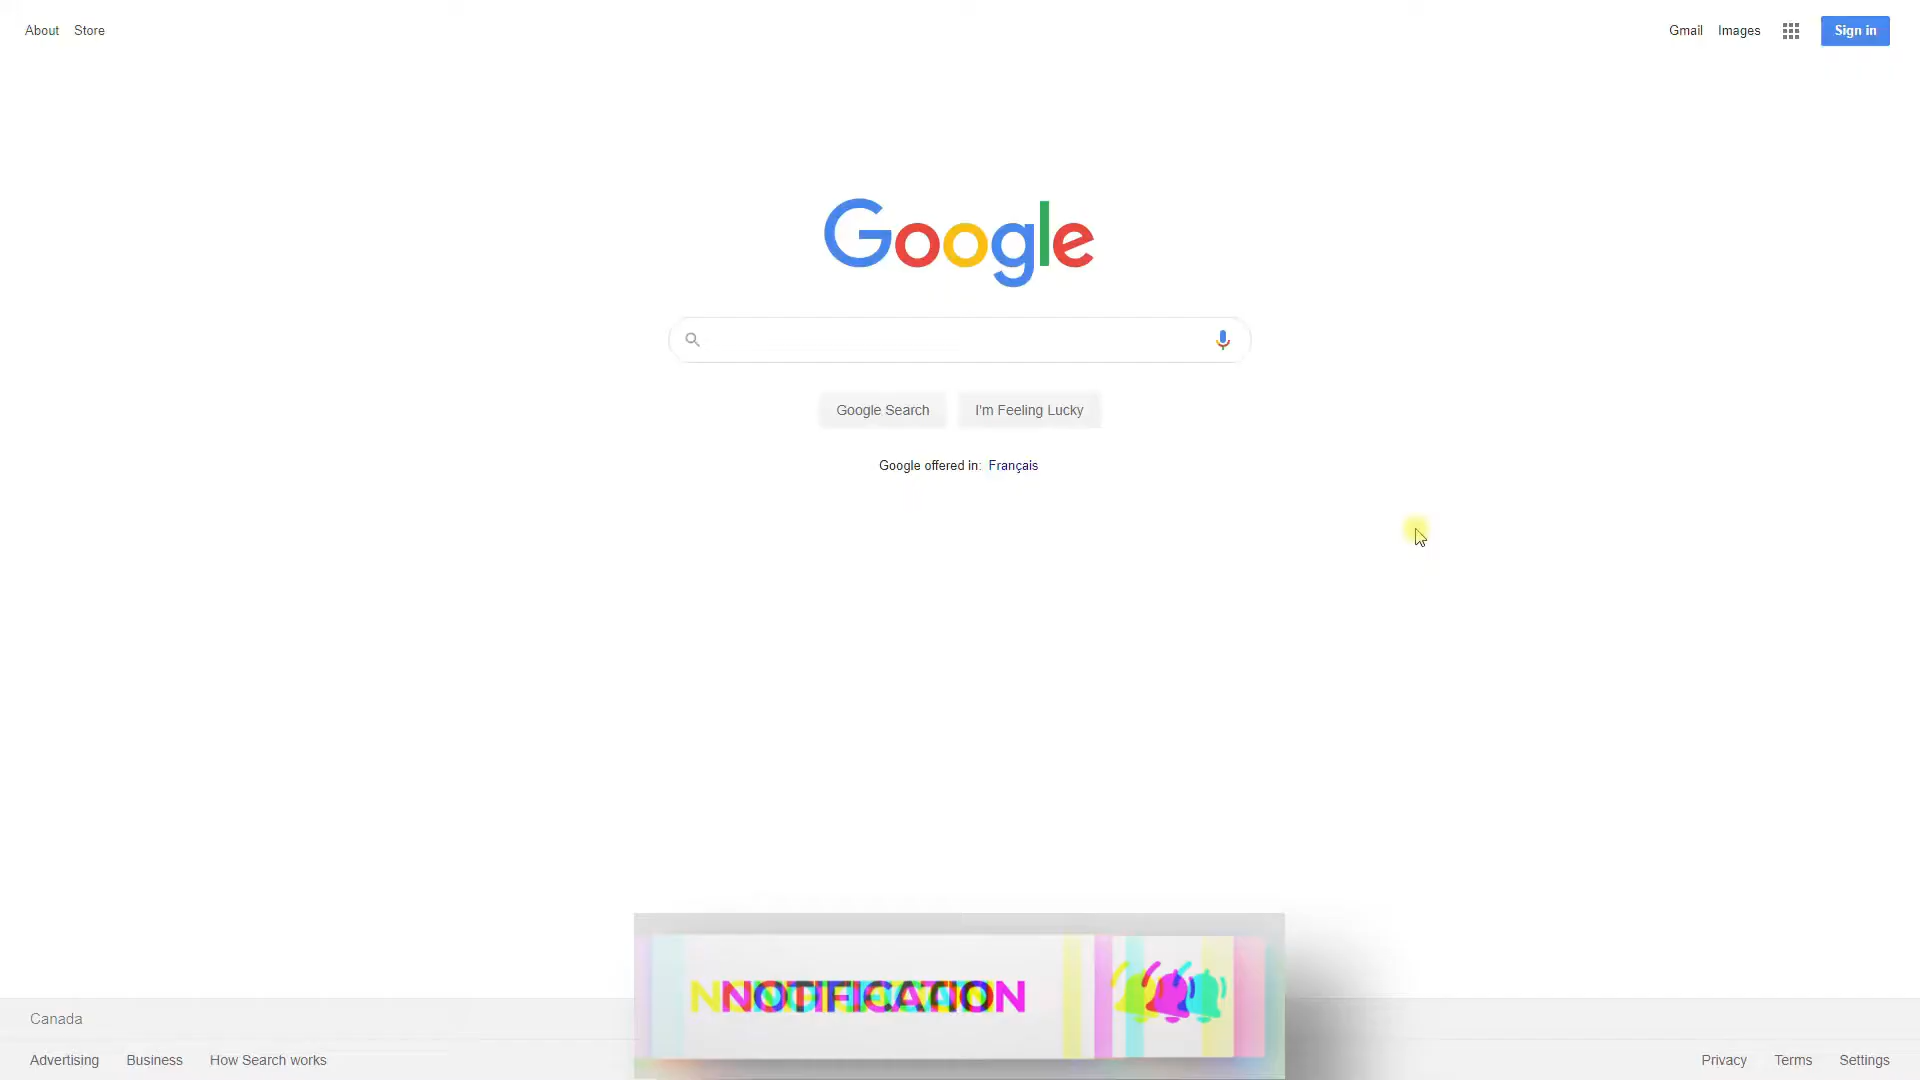 About Store
Gmail Images Sign in
Google
Google Search I'm Feeling Lucky
Google offered in: Français
NOTIFICATION
Canada
Advertising Business How Search works
Privacy Terms Settings